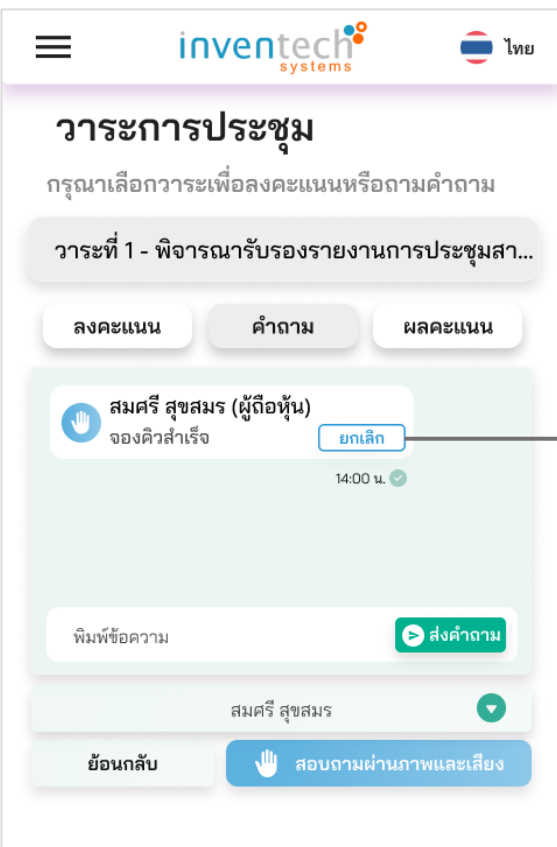 inventech
systems
ไทย
วาระการประชุม
กรุณาเลือกวาระเพื่อลงคะแนนหรือถามคำถาม
วาระที่ 1 - พิจารณารับรองรายงานการประชุมสา...
ลงคะแนน
คำถาม
ผลคะแนน
สมศรี สุขสมร (ผู้ถือหุ้น)
จองคิวสำเร็จ
ยกเลิก
14:00 น.
พิมพ์ข้อความ
ส่งคำถาม
สมศรี สุขสมร
ย้อนกลับ
สอบถามผ่านภาพและเสียง